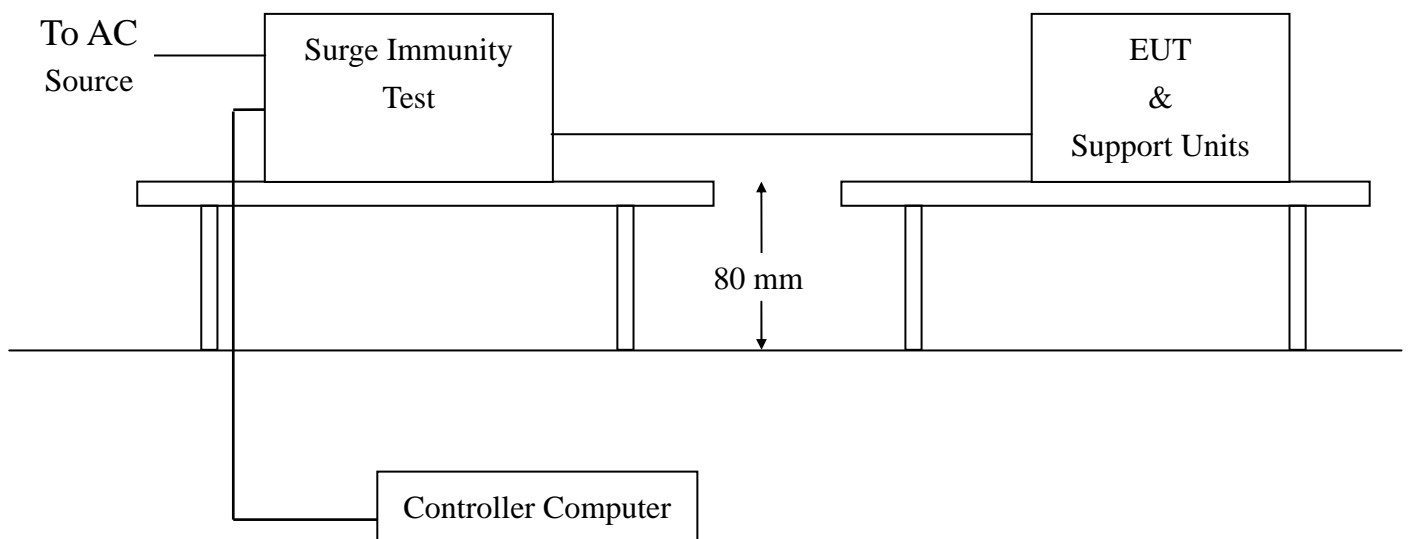 To AC
Source
Surge Immunity
Test
EUT
&
Support Units
80 mm
Controller Computer